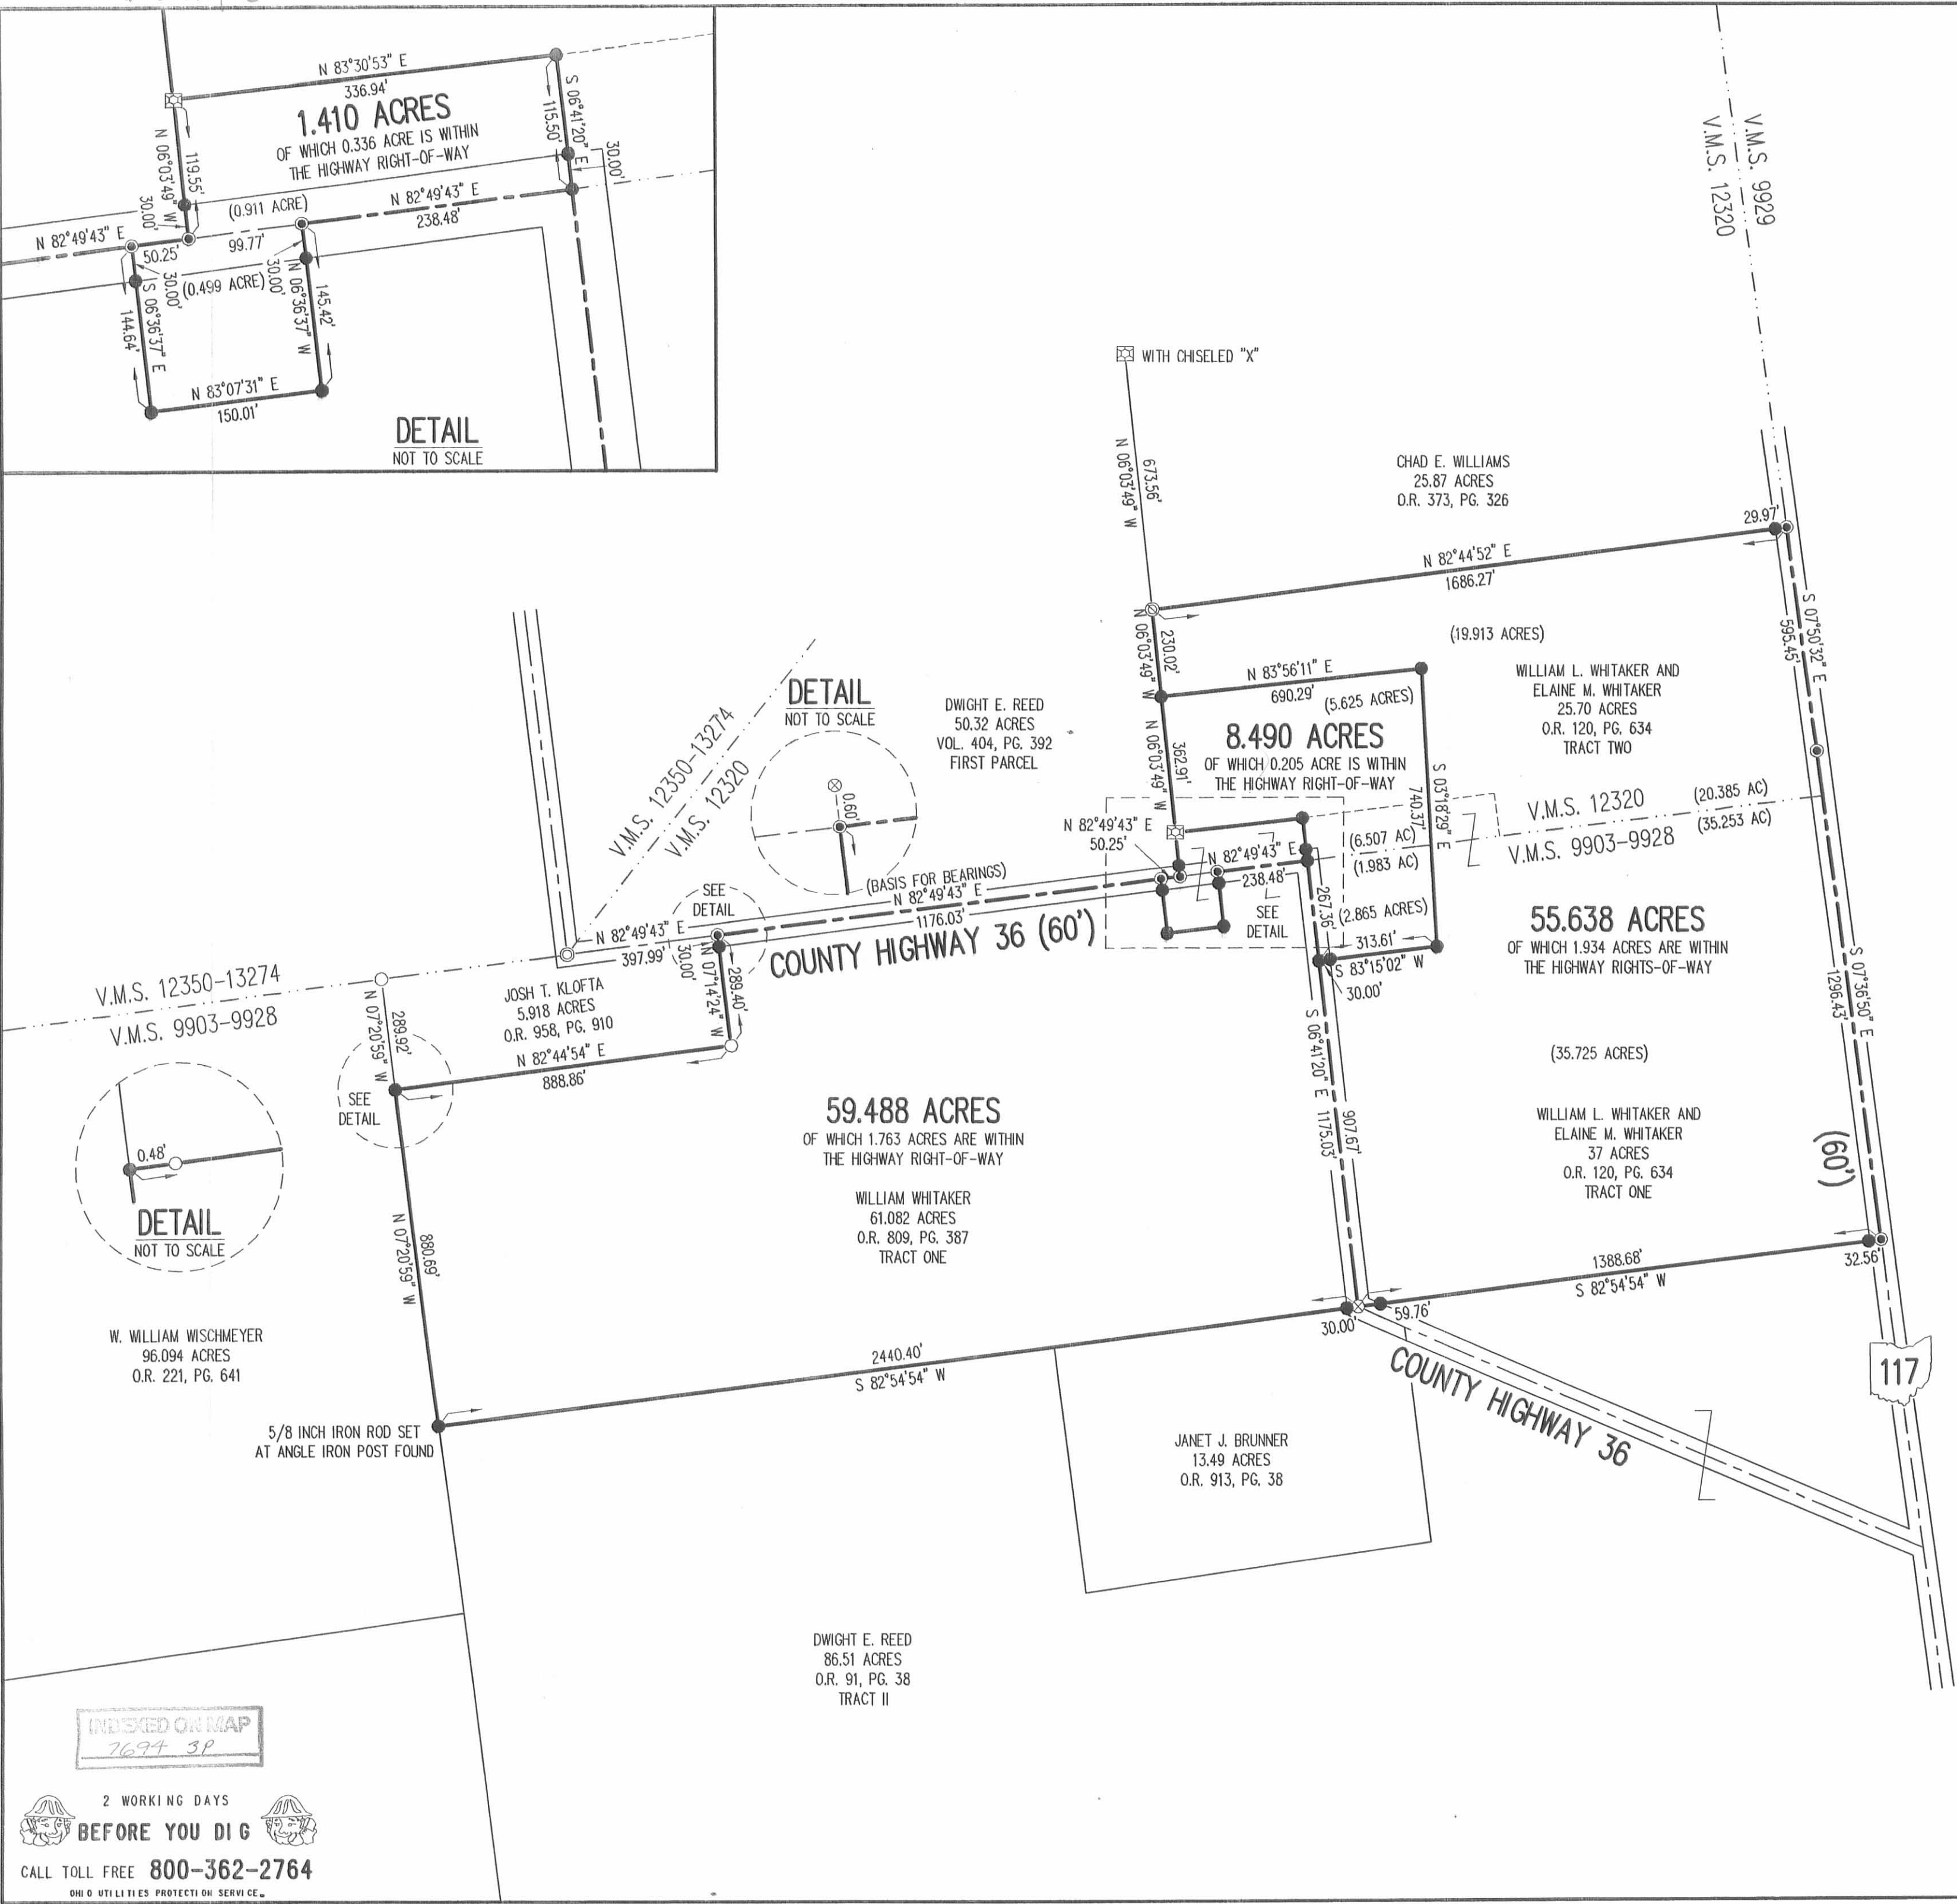 N 83°30'53" E
336.94'
1.410 ACRES
OF WHICH 0.336 ACRE IS WITHIN
THE HIGHWAY RIGHT-OF-WAY
S 06°41'20" E
115.50'
30.00'
N 06°03'49" W
119.55'
30.00'
(0.911 ACRE)
N 82°49'43" E
238.48'
N 82°49'43" E
50.25'
99.77'
30.00'
(0.499 ACRE)
30.00'
S 06°36'37" E
144.64'
N 06°36'37" W
145.42'
N 83°07'31" E
150.01'
DETAIL
NOT TO SCALE
V.M.S. 9929
V.M.S. 12320
WITH CHISELED "X"
N 06°03'49" W
673.56'
CHAD E. WILLIAMS
25.87 ACRES
O.R. 373, PG. 326
29.97'
N 82°44'52" E
1686.27'
N 06°03'49" W
230.02'
(19.913 ACRES)
S 07°50'32" E
595.45'
WILLIAM L. WHITAKER AND
ELAINE M. WHITAKER
25.70 ACRES
O.R. 120, PG. 634
TRACT TWO
N 83°56'11" E
690.29'
(5.625 ACRES)
8.490 ACRES
OF WHICH 0.205 ACRE IS WITHIN
THE HIGHWAY RIGHT-OF-WAY
N 06°03'49" W
362.91'
S 03°18'29" E
740.37'
DETAIL
NOT TO SCALE
0.60'
DWIGHT E. REED
50.32 ACRES
VOL. 404, PG. 392
FIRST PARCEL
V.M.S. 12350-13274
V.M.S. 12320
V.M.S. 12320
(20.385 AC)
V.M.S. 9903-9928
(35.253 AC)
(6.507 AC)
(1.983 AC)
N 82°49'43" E
50.25'
N 82°49'43" E
238.48'
SEE
DETAIL
267.36'
(2.865 ACRES)
313.61'
S 83°15'02" W
30.00'
(BASIS FOR BEARINGS)
N 82°49'43" E
1176.03'
COUNTY HIGHWAY 36 (60')
SEE
DETAIL
N 82°49'43" E
397.99'
30.00'
N 07°14'24" W
289.40'
55.638 ACRES
OF WHICH 1.934 ACRES ARE WITHIN
THE HIGHWAY RIGHTS-OF-WAY
S 07°36'50" E
1296.43'
V.M.S. 12350-13274
V.M.S. 9903-9928
N 07°20'59" W
289.92'
JOSH T. KLOFTA
5.918 ACRES
O.R. 958, PG. 910
N 82°44'54" E
888.86'
SEE
DETAIL
0.48'
DETAIL
NOT TO SCALE
59.488 ACRES
OF WHICH 1.763 ACRES ARE WITHIN
THE HIGHWAY RIGHT-OF-WAY
WILLIAM WHITAKER
61.082 ACRES
O.R. 809, PG. 387
TRACT ONE
S 06°41'20" E 1175.03'
907.67'
(35.725 ACRES)
WILLIAM L. WHITAKER AND
ELAINE M. WHITAKER
37 ACRES
O.R. 120, PG. 634
TRACT ONE
(60')
N 07°20'59" W
880.69'
1388.68'
S 82°54'54" W
32.56'
59.76'
30.00'
2440.40'
S 82°54'54" W
W. WILLIAM WISCHMEYER
96.094 ACRES
O.R. 221, PG. 641
5/8 INCH IRON ROD SET
AT ANGLE IRON POST FOUND
COUNTY HIGHWAY 36
117
JANET J. BRUNNER
13.49 ACRES
O.R. 913, PG. 38
DWIGHT E. REED
86.51 ACRES
O.R. 91, PG. 38
TRACT II
INDEXED ON MAP
7694 3P
2 WORKING DAYS
BEFORE YOU DIG
CALL TOLL FREE 800-362-2764
OHIO UTILITIES PROTECTION SERVICE